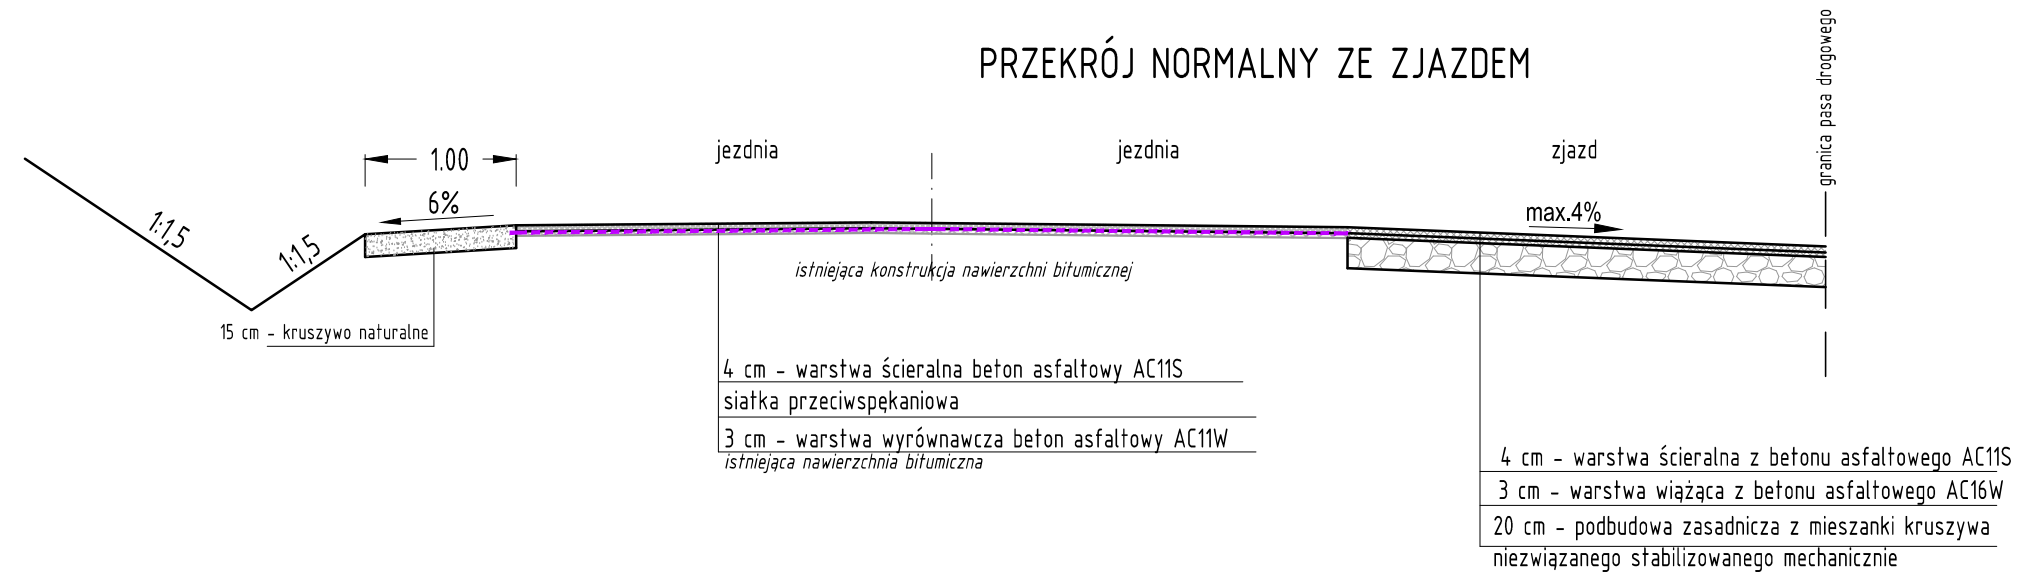 PRZEKRÓJ NORMALNY ZE ZJAZDEM
granica pasa drogowego
jezdnia
jezdnia
zjazd
1.00
6%
max.4%
1:1,5
1:1,5
istniejąca konstrukcja nawierzchni bitumicznej
15 cm - kruszywo naturalne
4 cm - warstwa ścieralna beton asfaltowy AC11S
siatka przeciwspękaniowa
3 cm - warstwa wyrównawcza beton asfaltowy AC11W
istniejąca nawierzchnia bitumiczna
4 cm - warstwa ścieralna z betonu asfaltowego AC11S
3 cm - warstwa wiążąca z betonu asfaltowego AC16W
20 cm - podbudowa zasadnicza z mieszanki kruszywa
niezwiązanego stabilizowanego mechanicznie